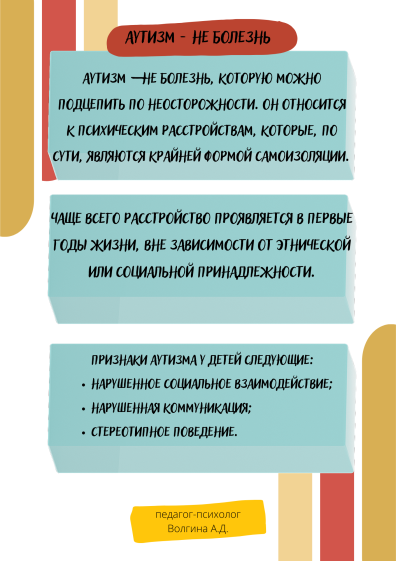 АУТИЗМ - НЕ БОЛЕЗНЬ
АУТИЗМ —НЕ БОЛЕЗНЬ, КОТОРУЮ МОЖНО
ПОДЦЕПИТЬ ПО НЕОСТОРОЖНОСТИ. ОН ОТНОСИТСЯ
К ПСИХИЧЕСКИМ РАССТРОЙСТВАМ, КОТОРЫЕ, ПО
СУТИ, ЯВЛЯЮТСЯ КРАЙНЕЙ ФОРМОЙ САМОИЗОЛЯЦИИ.
ЧАЩЕ ВСЕГО РАССТРОЙСТВО ПРОЯВЛЯЕТСЯ В ПЕРВЫЕ
ГОДЫ ЖИЗНИ, ВНЕ ЗАВИСИМОСТИ ОТ ЭТНИЧЕСКОЙ
ИЛИ СОЦИАЛЬНОЙ ПРИНАДЛЕЖНОСТИ.
ПРИЗНАКИ АУТИЗМА У ДЕТЕЙ СЛЕДУЮЩИЕ:
• НАРУШЕННОЕ СОЦИАЛЬНОЕ ВЗАИМОДЕЙСТВИЕ;
• НАРУШЕННАЯ КОММУНИКАЦИЯ;
• СТЕРЕОТИПНОЕ ПОВЕДЕНИЕ.
педагог-психолог
Волгина А.Д.